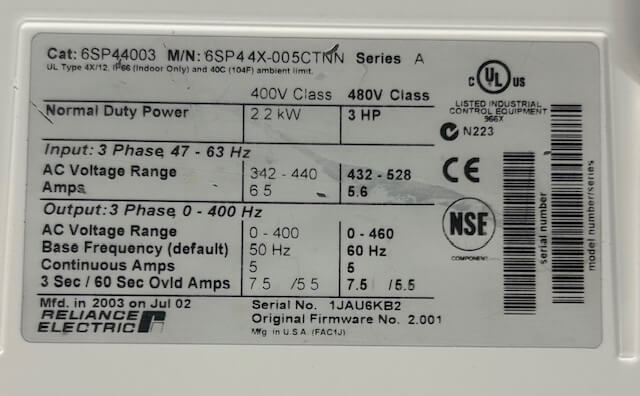 Cat: 6SP44003 M/N: 6SP44X-005CTNN Series A
UL Type 4X/12, IP66 (Indoor Only) and 40C (104F) ambient limit.
400V Class 480V Class
Normal Duty Power 2.2 kW 3 HP
Input: 3 Phase, 47 - 63 Hz
AC Voltage Range 342 - 440 432 - 528
Amps 6.5 5.6
Output: 3 Phase, 0 - 400 Hz
AC Voltage Range 0 - 400 0 - 460
Base Frequency (default) 50 Hz 60 Hz
Continuous Amps 5 5
3 Sec / 60 Sec Ovld Amps 7.5 /5.5 7.5 /5.5
Mfd. in 2003 on Jul 02
RELIANCE
ELECTRIC
Serial No. 1JAU6KB2
Original Firmware No. 2.001
Mfg in U.S.A. (FAC1J)
C UL US
LISTED INDUSTRIAL
CONTROL EQUIPMENT
966X
N223
CE
NSF
COMPONENT
serial number
model number/series